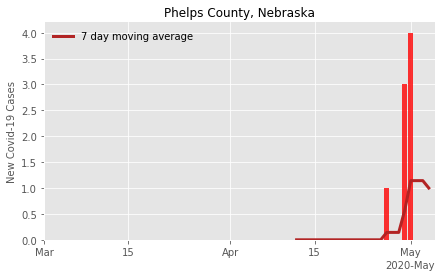 Phelps County, Nebraska
7 day moving average
New Covid-19 Cases
4.0
3.5
3.0
2.5
2.0
1.5
1.0
0.5
0.0
Mar 15 Apr 15 May
2020-May